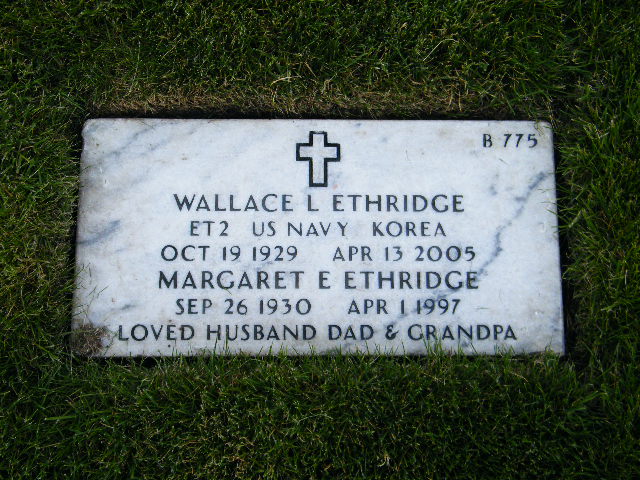 B 775
WALLACE L ETHRIDGE
ET2 US NAVY KOREA
OCT 19 1929 APR 13 2005
MARGARET E ETHRIDGE
SEP 26 1930 APR 1 1997
LOVED HUSBAND DAD & GRANDPA